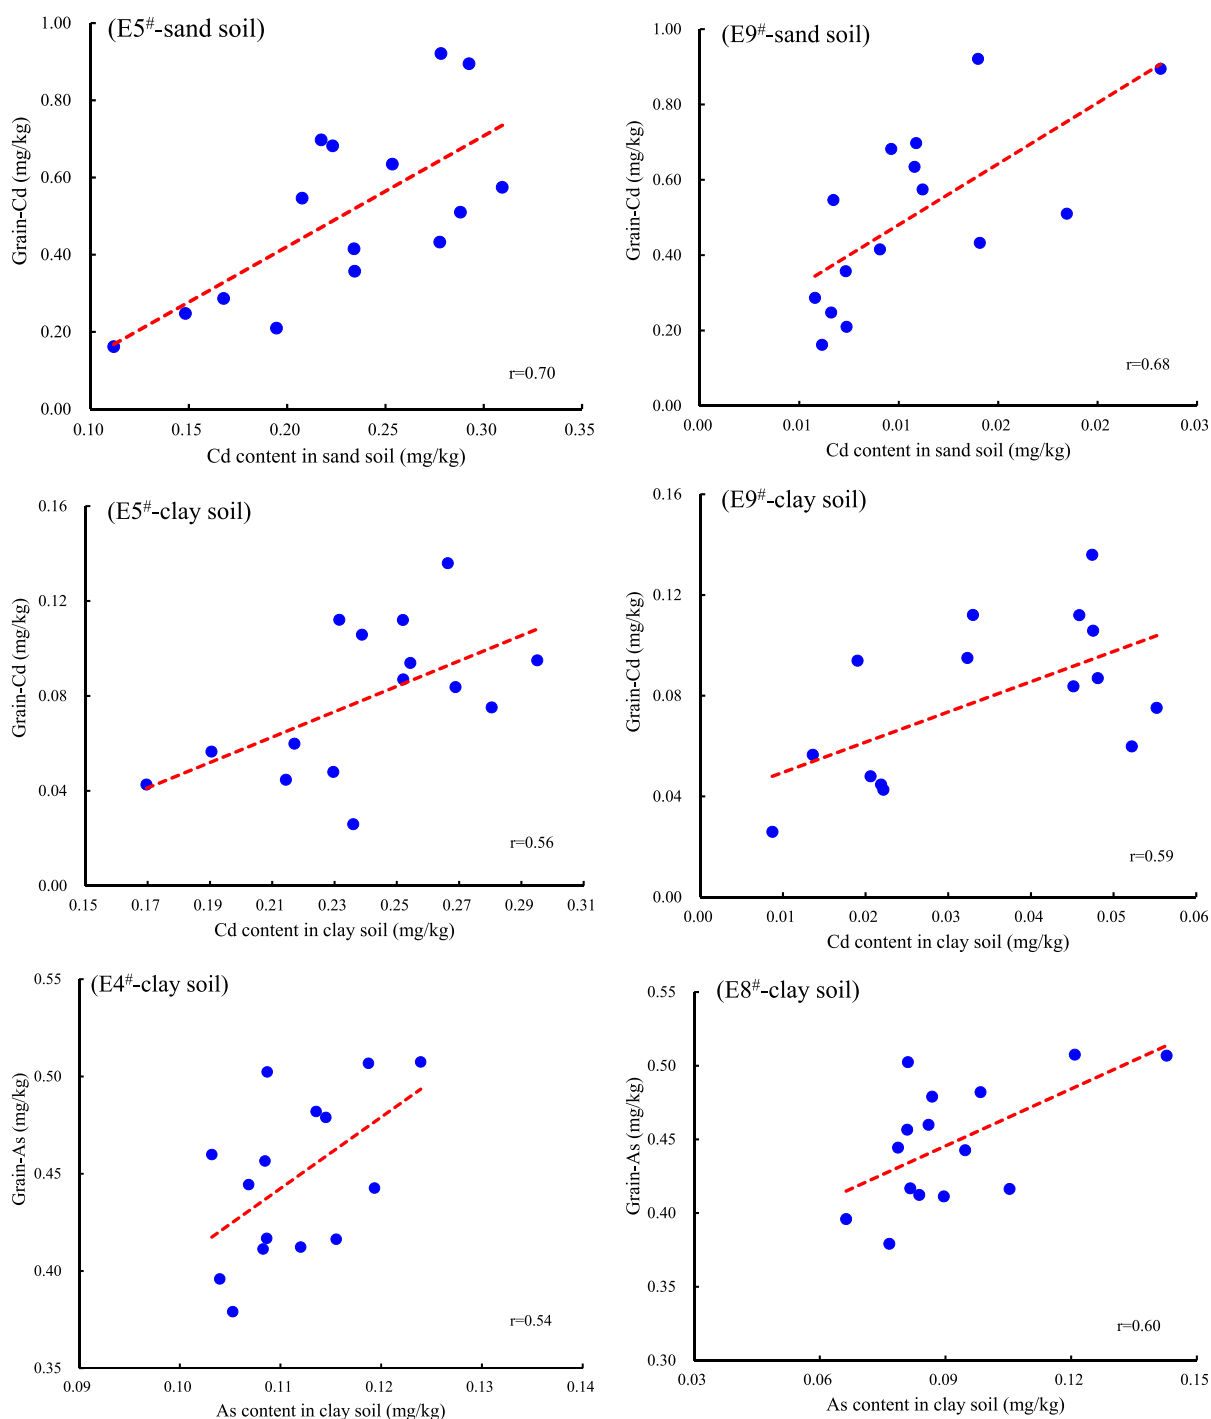 (E5#-sand soil)
1.00
0.80
0.60
0.40
0.20
0.00
Grain-Cd (mg/kg)
r=0.70
0.10 0.15 0.20 0.25 0.30 0.35
Cd content in sand soil (mg/kg)
(E9#-sand soil)
1.00
0.80
0.60
0.40
0.20
0.00
Grain-Cd (mg/kg)
r=0.68
0.00 0.01 0.01 0.02 0.02 0.03
Cd content in sand soil (mg/kg)
(E5#-clay soil)
0.16
0.12
0.08
0.04
0.00
Grain-Cd (mg/kg)
r=0.56
0.15 0.17 0.19 0.21 0.23 0.25 0.27 0.29 0.31
Cd content in clay soil (mg/kg)
(E9#-clay soil)
0.16
0.12
0.08
0.04
0.00
Grain-Cd (mg/kg)
r=0.59
0.00 0.01 0.02 0.03 0.04 0.05 0.06
Cd content in clay soil (mg/kg)
(E4#-clay soil)
0.55
0.50
0.45
0.40
0.35
Grain-As (mg/kg)
r=0.54
0.09 0.10 0.11 0.12 0.13 0.14
As content in clay soil (mg/kg)
(E8#-clay soil)
0.55
0.50
0.45
0.40
0.35
0.30
Grain-As (mg/kg)
r=0.60
0.03 0.06 0.09 0.12 0.15
As content in clay soil (mg/kg)